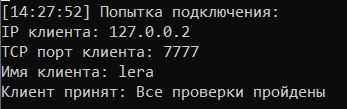 [14:27:52] Попытка подключения:
IP клиента: 127.0.0.2
TCP порт клиента: 7777
Имя клиента: lera
Клиент принят: Все проверки пройдены